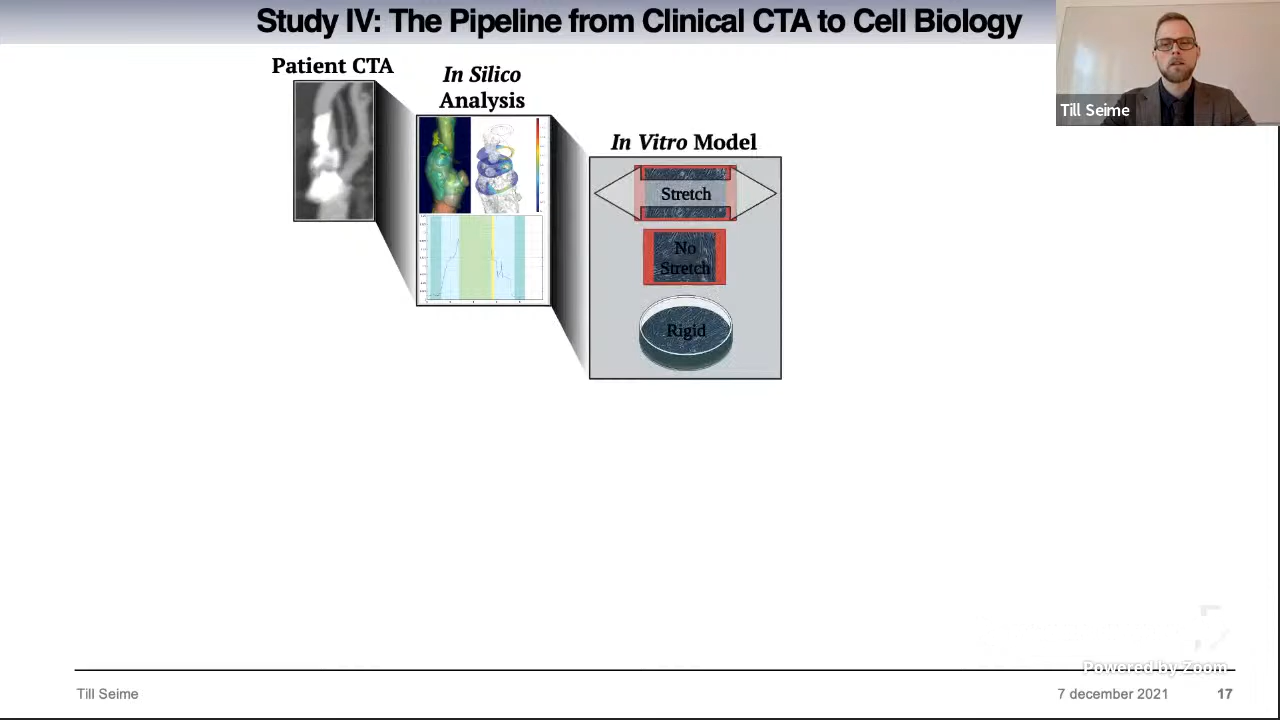 Study IV: The Pipeline from Clinical CTA to Cell Biology
Patient CTA
In Silico
Analysis
In Vitro Model
Stretch
No
Stretch
Rigid
Till Seime
Powered by Zoom
Till Seime
7 december 2021
17